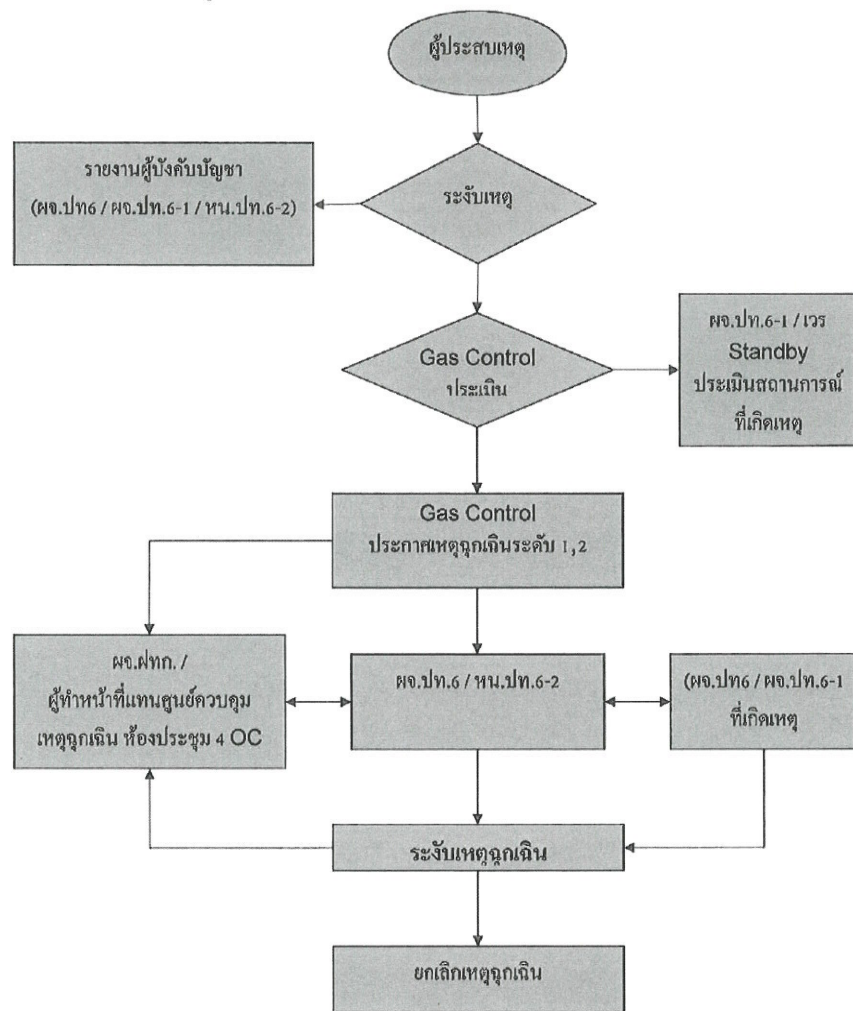 ผู้ประสบเหตุ
รายงานผู้บังคับบัญชา
(ผจ.ปท6 / ผจ.ปท.6-1 / หน.ปท.6-2)
ระงับเหตุ
Gas Control
ประเมิน
ผจ.ปท.6-1 / เวร
Standby
ประเมินสถานการณ์
ที่เกิดเหตุ
Gas Control
ประกาศเหตุฉุกเฉินระดับ 1,2
ผจ.ฝทก. /
ผู้ทำหน้าที่แทนศูนย์ควบคุม
เหตุฉุกเฉิน ห้องประชุม 4 OC
ผจ.ปท.6 / หน.ปท.6-2
(ผจ.ปท6 / ผจ.ปท.6-1
ที่เกิดเหตุ
ระงับเหตุฉุกเฉิน
ยกเลิกเหตุฉุกเฉิน